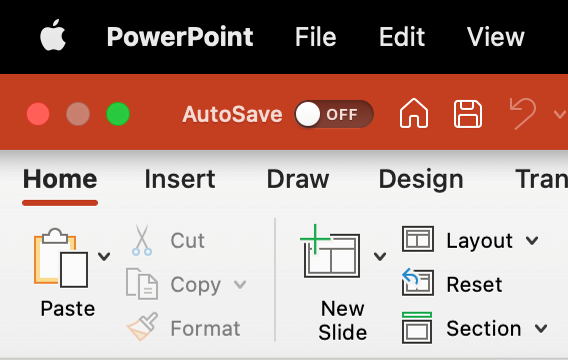 PowerPoint File Edit View
AutoSave OFF
Home Insert Draw Design Tran
Paste
Cut
Copy
Format
New
Slide
Layout
Reset
Section